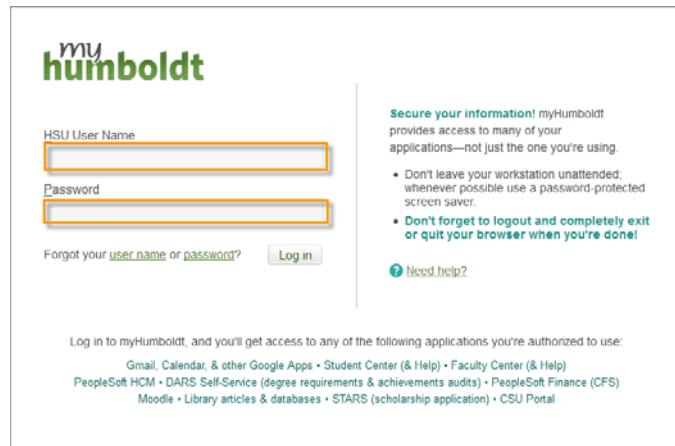 my
humboldt
HSU User Name
Password
Forgot your user name or password?
Log in
Secure your information! myHumboldt
provides access to many of your
applications—not just the one you're using.
• Don't leave your workstation unattended;
whenever possible use a password-protected
screen saver.
• Don't forget to logout and completely exit
or quit your browser when you're done!
? Need help?
Log in to myHumboldt, and you'll get access to any of the following applications you're authorized to use:
Gmail, Calendar, & other Google Apps • Student Center (& Help) • Faculty Center (& Help)
PeopleSoft HCM • DARS Self-Service (degree requirements & achievements audits) • PeopleSoft Finance (CFS)
Moodle • Library articles & databases • STARS (scholarship application) • CSU Portal